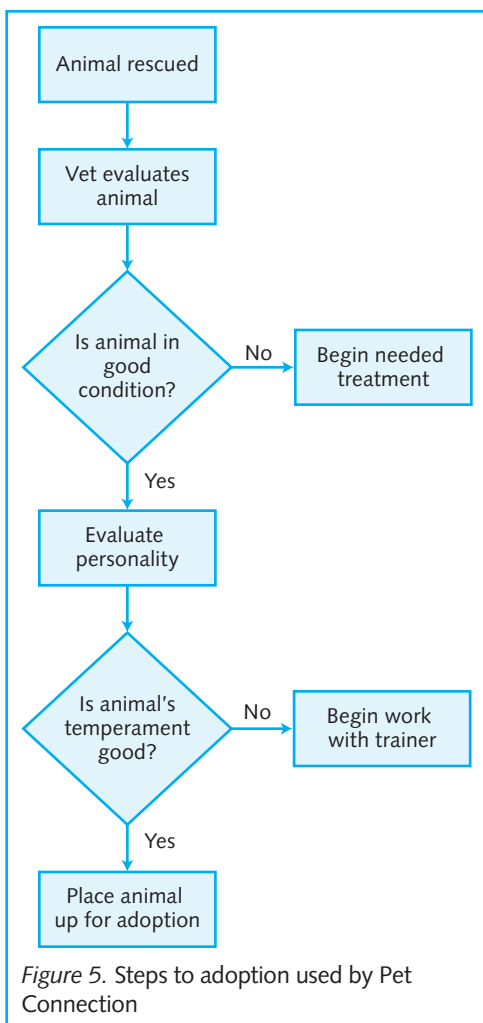 Animal rescued
Vet evaluates
animal
Is animal in
good
condition?
No
Begin needed
treatment
Yes
Evaluate
personality
Is animal's
temperament
good?
No
Begin work
with trainer
Yes
Place animal
up for adoption
Figure 5. Steps to adoption used by Pet
Connection